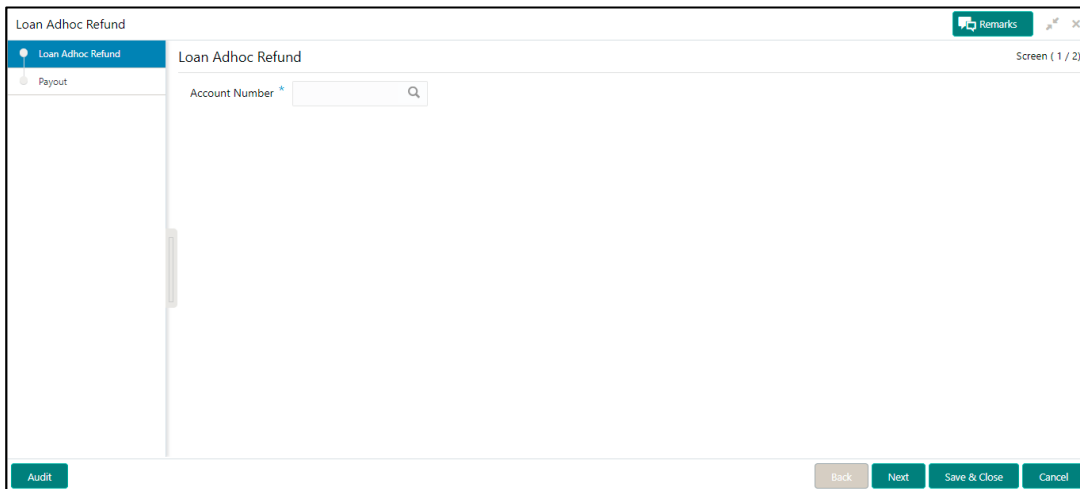 Loan Adhoc Refund Remarks
Loan Adhoc Refund
Payout
Loan Adhoc Refund Screen ( 1 / 2)
Account Number *
Audit Back Next Save & Close Cancel